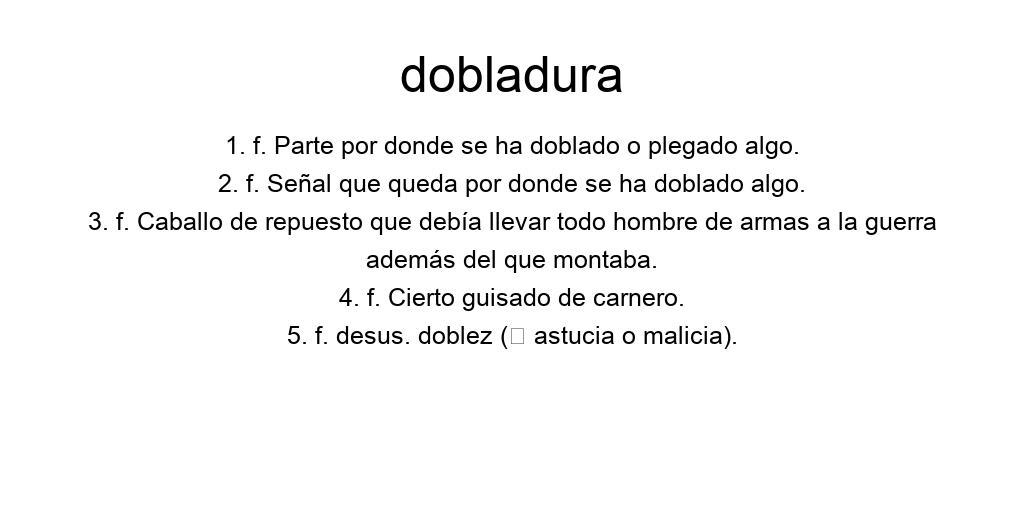 dobladura
1. f. Parte por donde se ha doblado o plegado algo.
2. f. Señal que queda por donde se ha doblado algo.
3. f. Caballo de repuesto que debía llevar todo hombre de armas a la guerra
además del que montaba.
4. f. Cierto guisado de carnero.
5. f. desus. doblez (□ astucia o malicia).